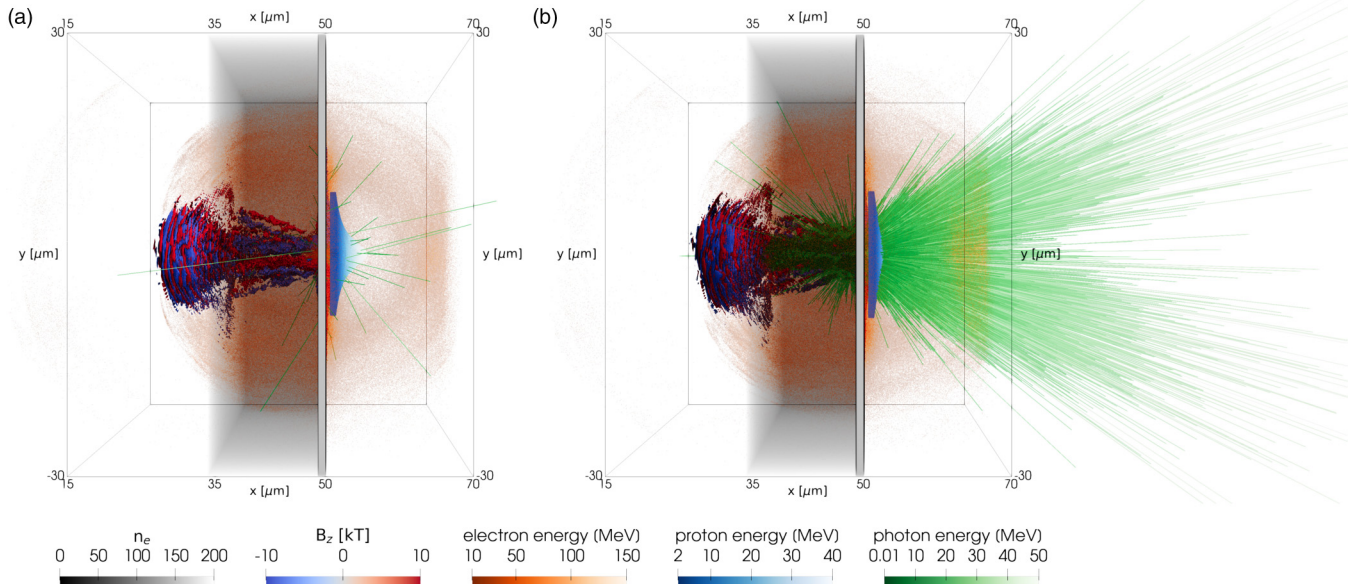 (a)
x [μm]
15
35
50
70
-30
30
y [μm]
y [μm]
-30
-30
15
35
50
70
x [μm]
(b)
x [μm]
15
35
50
70
-30
30
y [μm]
y [μm]
-30
-30
15
35
50
70
x [μm]
n_e
0 50 100 150 200
B_z [kT]
-10 0 10
electron energy (MeV)
10 50 100 150
proton energy (MeV)
2 10 20 30 40
photon energy (MeV)
0.01 10 20 30 40 50